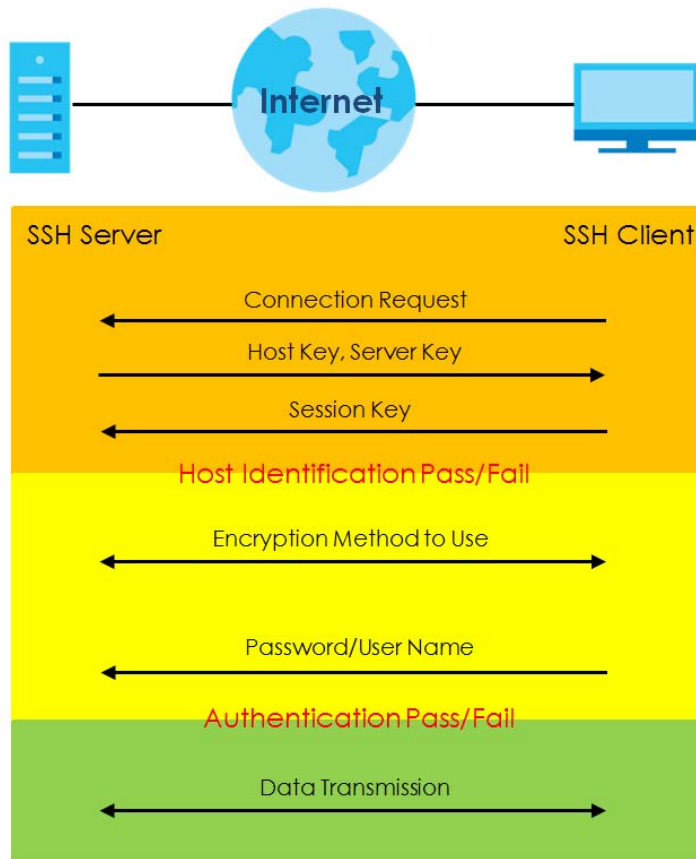 Internet
SSH Server
SSH Client
Connection Request
Host Key, Server Key
Session Key
Host Identification Pass/Fail
Encryption Method to Use
Password/User Name
Authentication Pass/Fail
Data Transmission